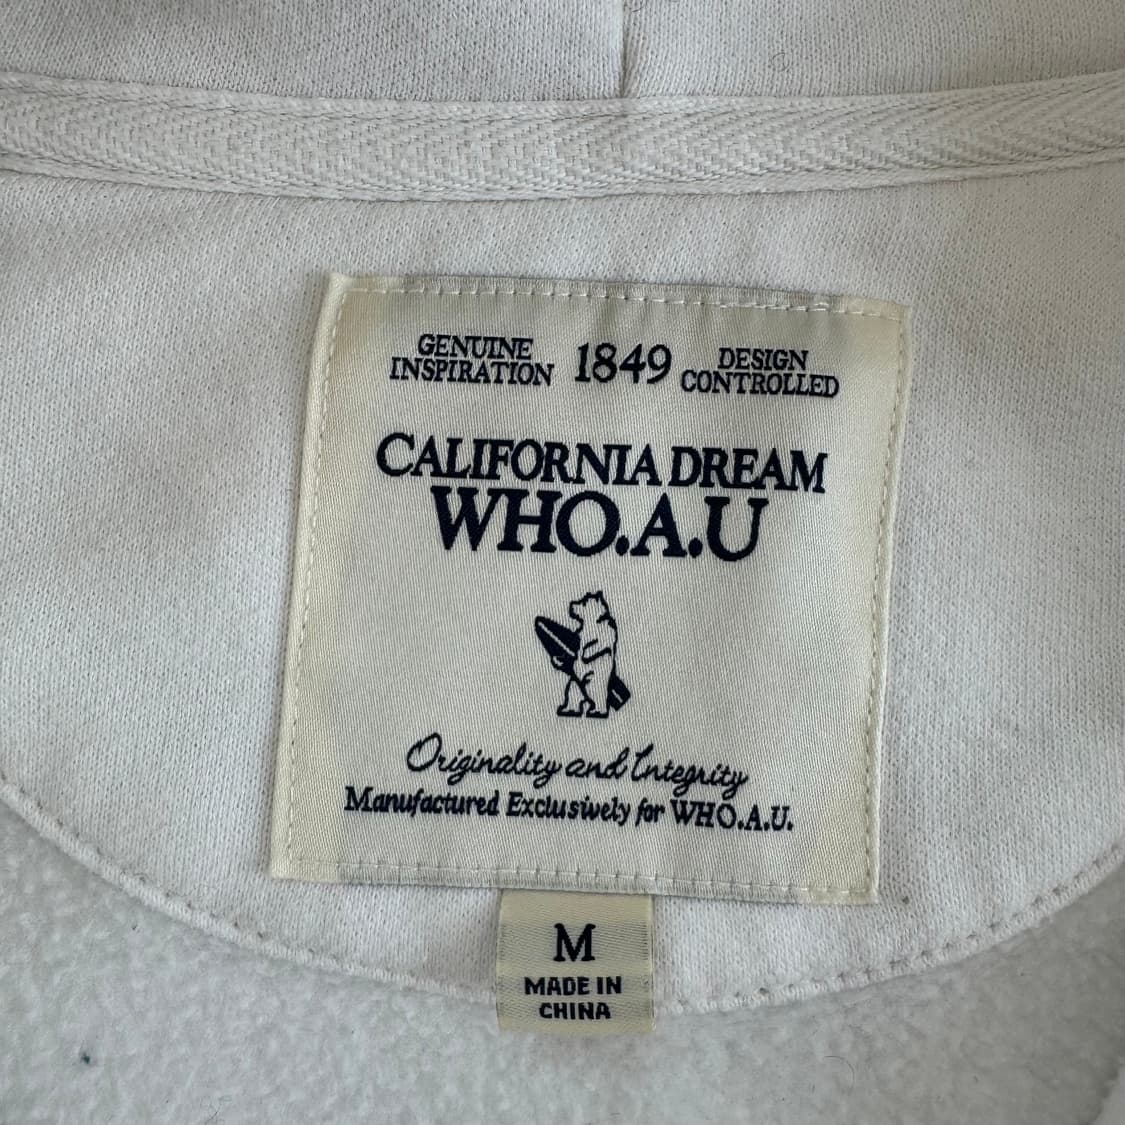 GENUINE
INSPIRATION
1849
DESIGN
CONTROLLED
CALIFORNIA DREAM
WHO.A.U
Originality and Integrity
Manufactured Exclusively for WHO.A.U.
M
MADE IN
CHINA